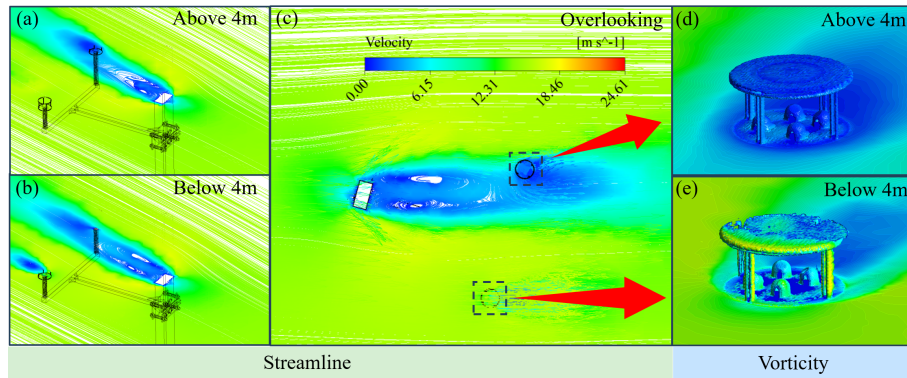 (a)
Above 4m
(b)
Below 4m
(c)
Overlooking
Velocity
[m s^-1]
0.00
6.15
12.31
18.46
24.61
(d)
Above 4m
(e)
Below 4m
Streamline
Vorticity